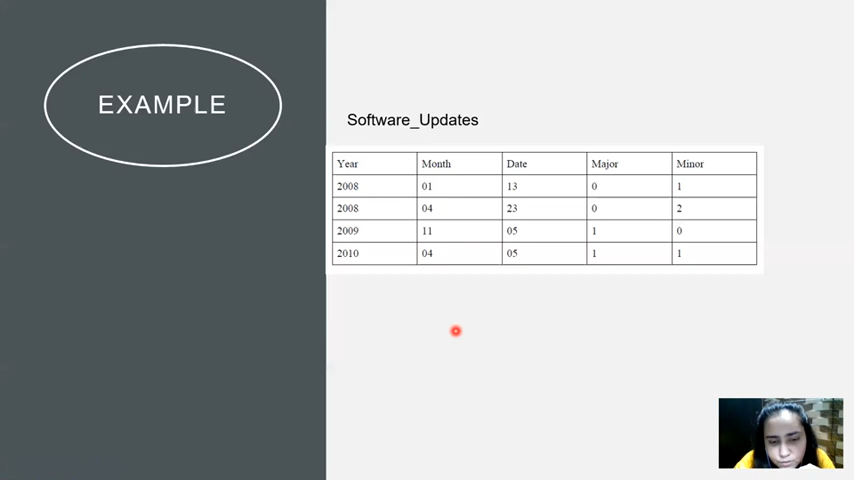 EXAMPLE
Software_Updates
Year Month Date Major Minor
2008 01 13 0 1
2008 04 23 0 2
2009 11 05 1 0
2010 04 05 1 1